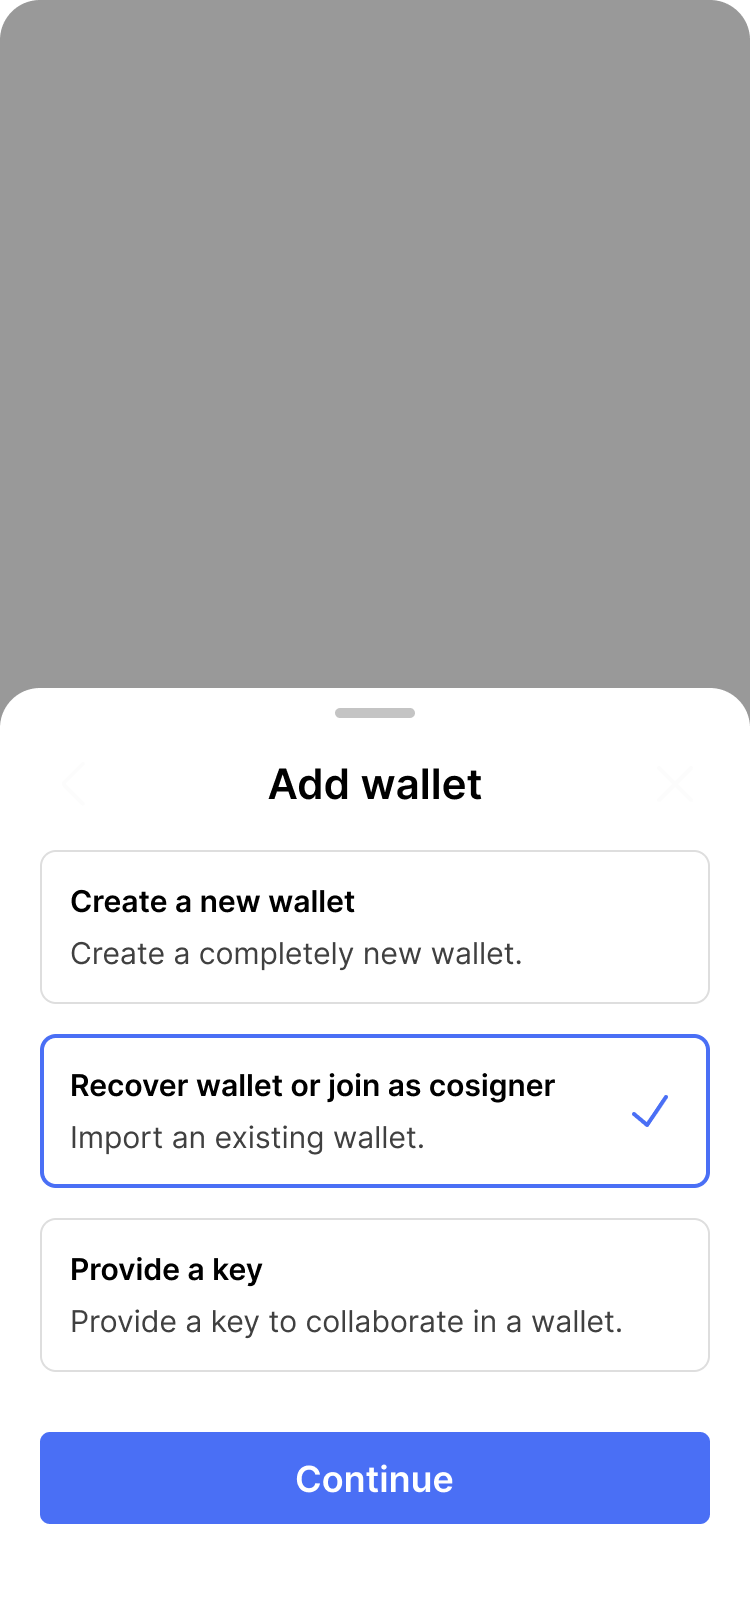 Add wallet
Create a new wallet
Create a completely new wallet.
Recover wallet or join as cosigner
Import an existing wallet.
Provide a key
Provide a key to collaborate in a wallet.
Continue